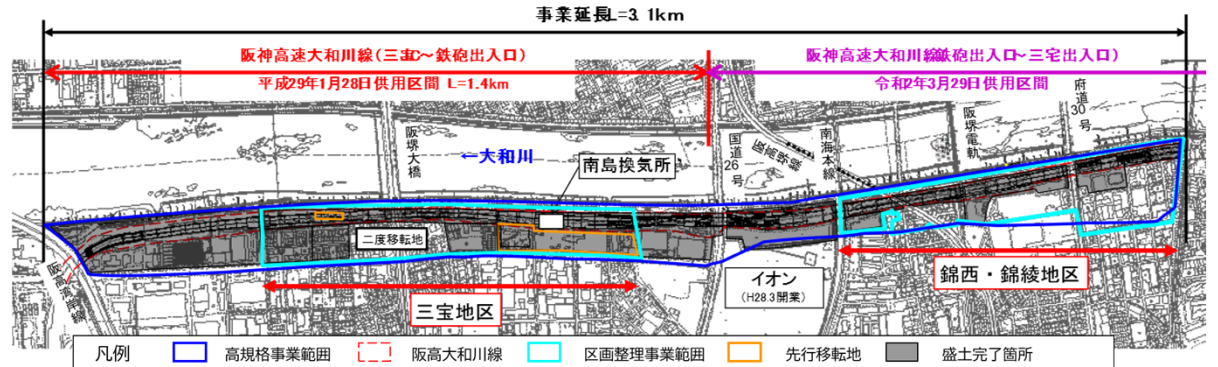 事業延長L=3.1km
阪神高速大和川線(三宝JC～鉄砲出入口)
阪神高速大和川線(鉄砲出入口～三宅出入口)
平成29年1月28日供用区間 L=1.4km
令和2年3月29日供用区間
府道30号
阪堺電軌
南海本線
国道26号
阪堺大橋
←大和川
南島換気所
二度移転地
イオン
(H28.3開業)
錦西・錦綾地区
三宝地区
凡例
高規格事業範囲
阪高大和川線
区画整理事業範囲
先行移転地
盛土完了箇所